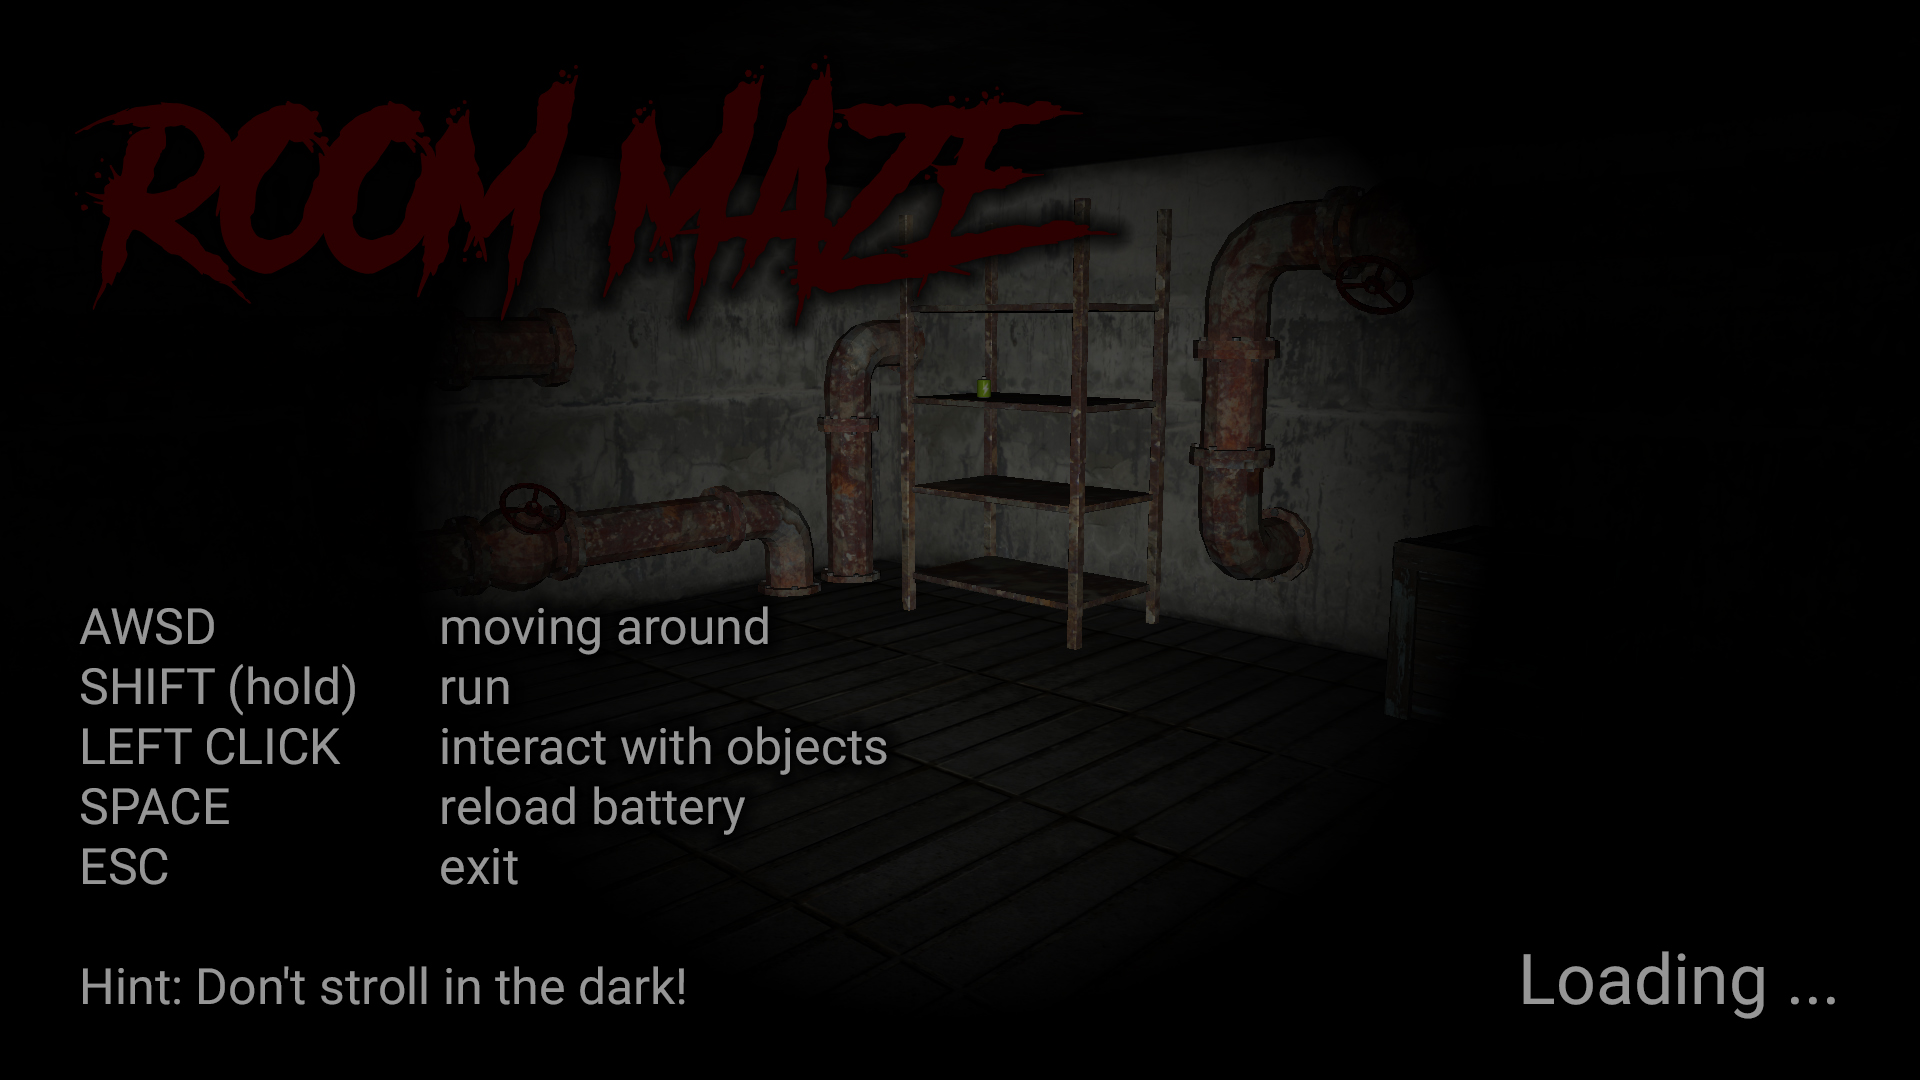 ROOM MAZE
AWSD moving around
SHIFT (hold) run
LEFT CLICK interact with objects
SPACE reload battery
ESC exit
Hint: Don't stroll in the dark!
Loading ...